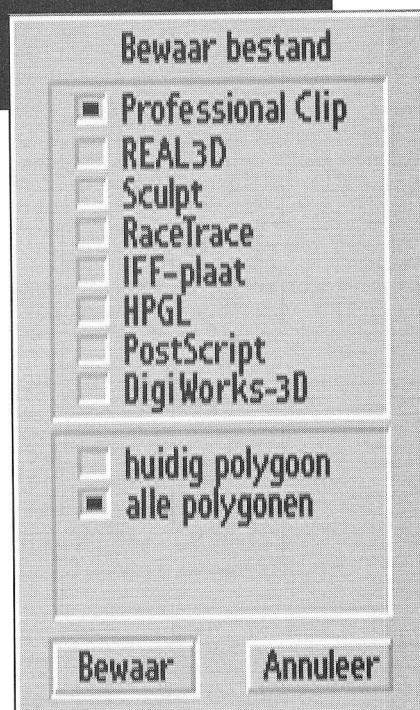 Bewaar bestand
Professional Clip
REAL3D
Sculpt
RaceTrace
IFF-plaat
HPGL
PostScript
DigiWorks-3D
huidig polygoon
alle polygonen
Bewaar Annuleer